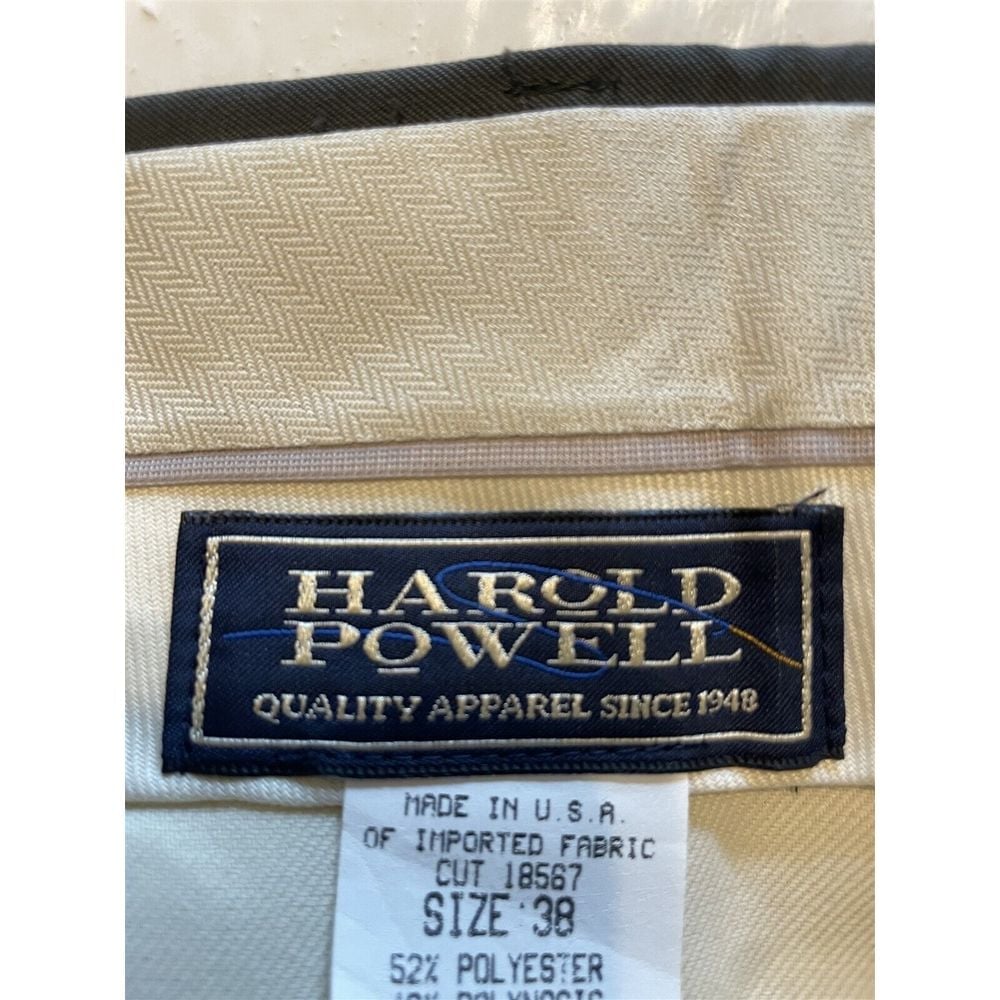 HAROLD
POWELL
QUALITY APPAREL SINCE 1948
MADE IN U.S.A.
OF IMPORTED FABRIC
CUT 18567
SIZE 38
52% POLYESTER